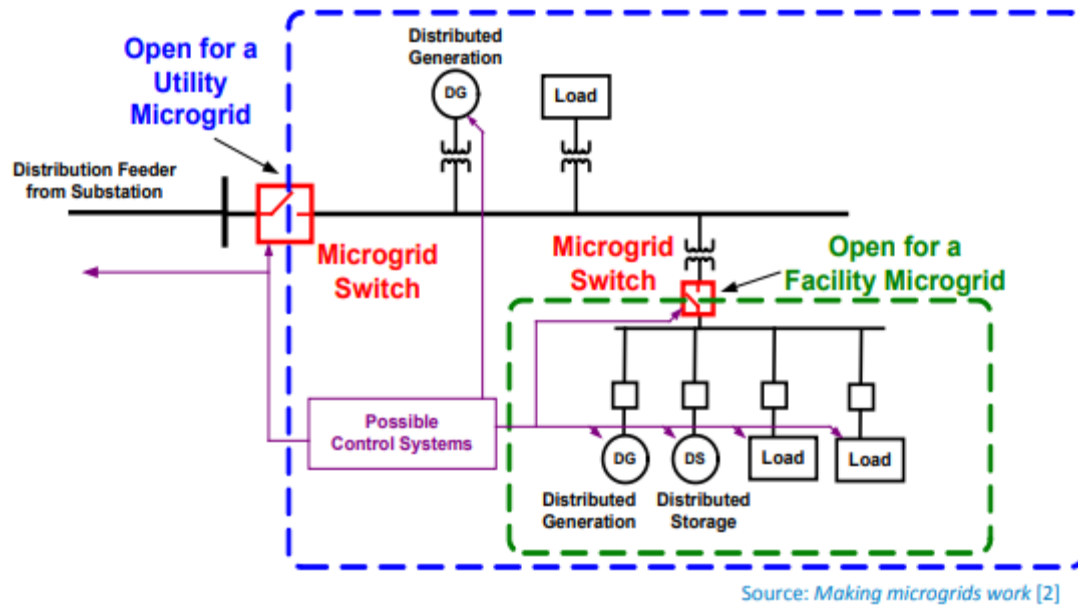 Open for a
Utility
Microgrid
Distributed
Generation
DG
Load
Distribution Feeder
from Substation
Microgrid
Switch
Microgrid
Switch
Open for a
Facility Microgrid
Possible
Control Systems
DG
DS
Load
Load
Distributed
Generation
Distributed
Storage
Source: Making microgrids work [2]